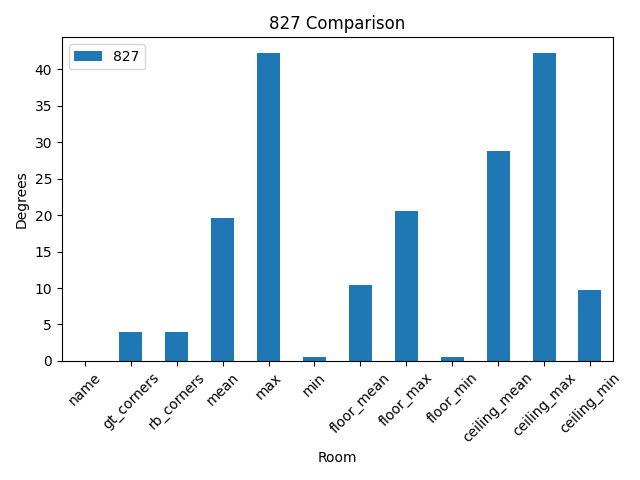 827 Comparison
827
Degrees
40
35
30
25
20
15
10
5
0
name
gt_corners
rb_corners
mean
max
min
floor_mean
floor_max
floor_min
ceiling_mean
ceiling_max
ceiling_min
Room